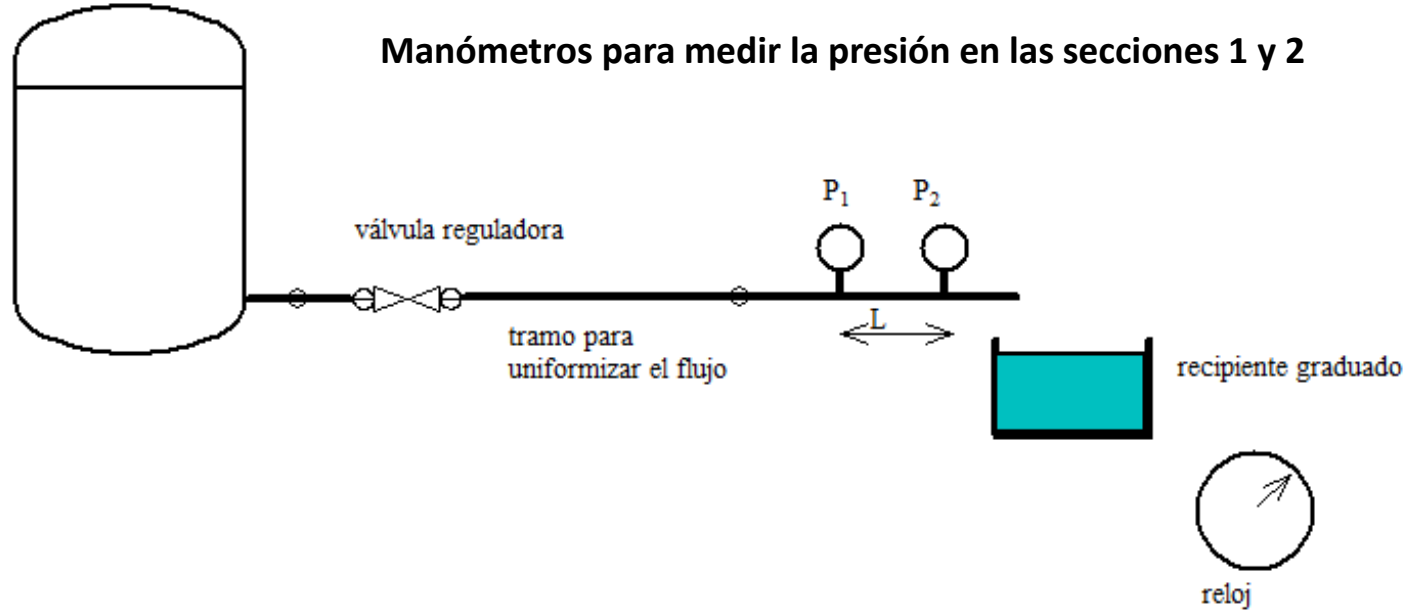 Manómetros para medir la presión en las secciones 1 y 2
P₁
P₂
válvula reguladora
L
tramo para
uniformizar el flujo
recipiente graduado
reloj